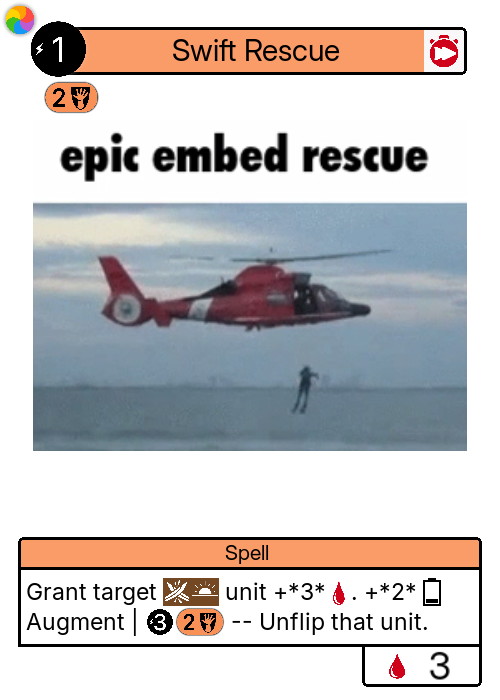 1 Swift Rescue
2
epic embed rescue
Spell
Grant target unit +*3* . +*2*
Augment | 3 2 -- Unflip that unit.
3